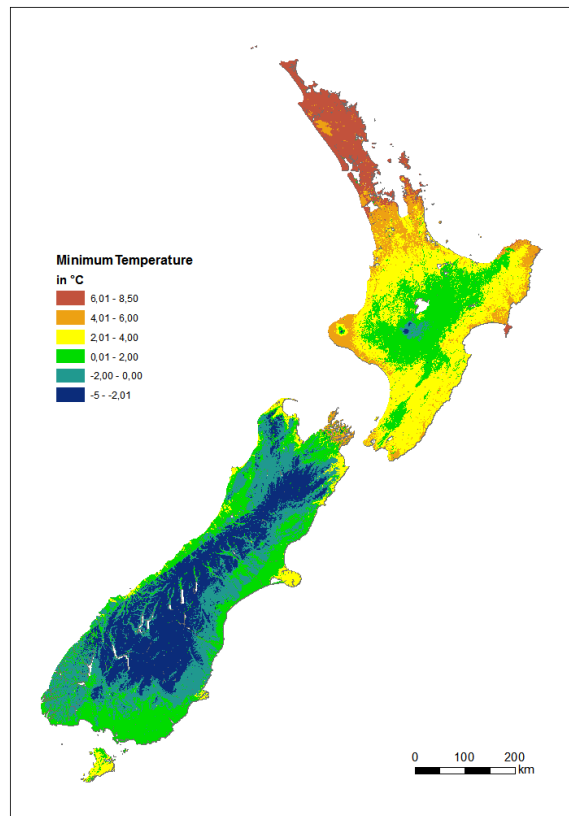 Minimum Temperature
in °C
6,01 - 8,50
4,01 - 6,00
2,01 - 4,00
0,01 - 2,00
-2,00 - 0,00
-5 - -2,01
0 100 200
km